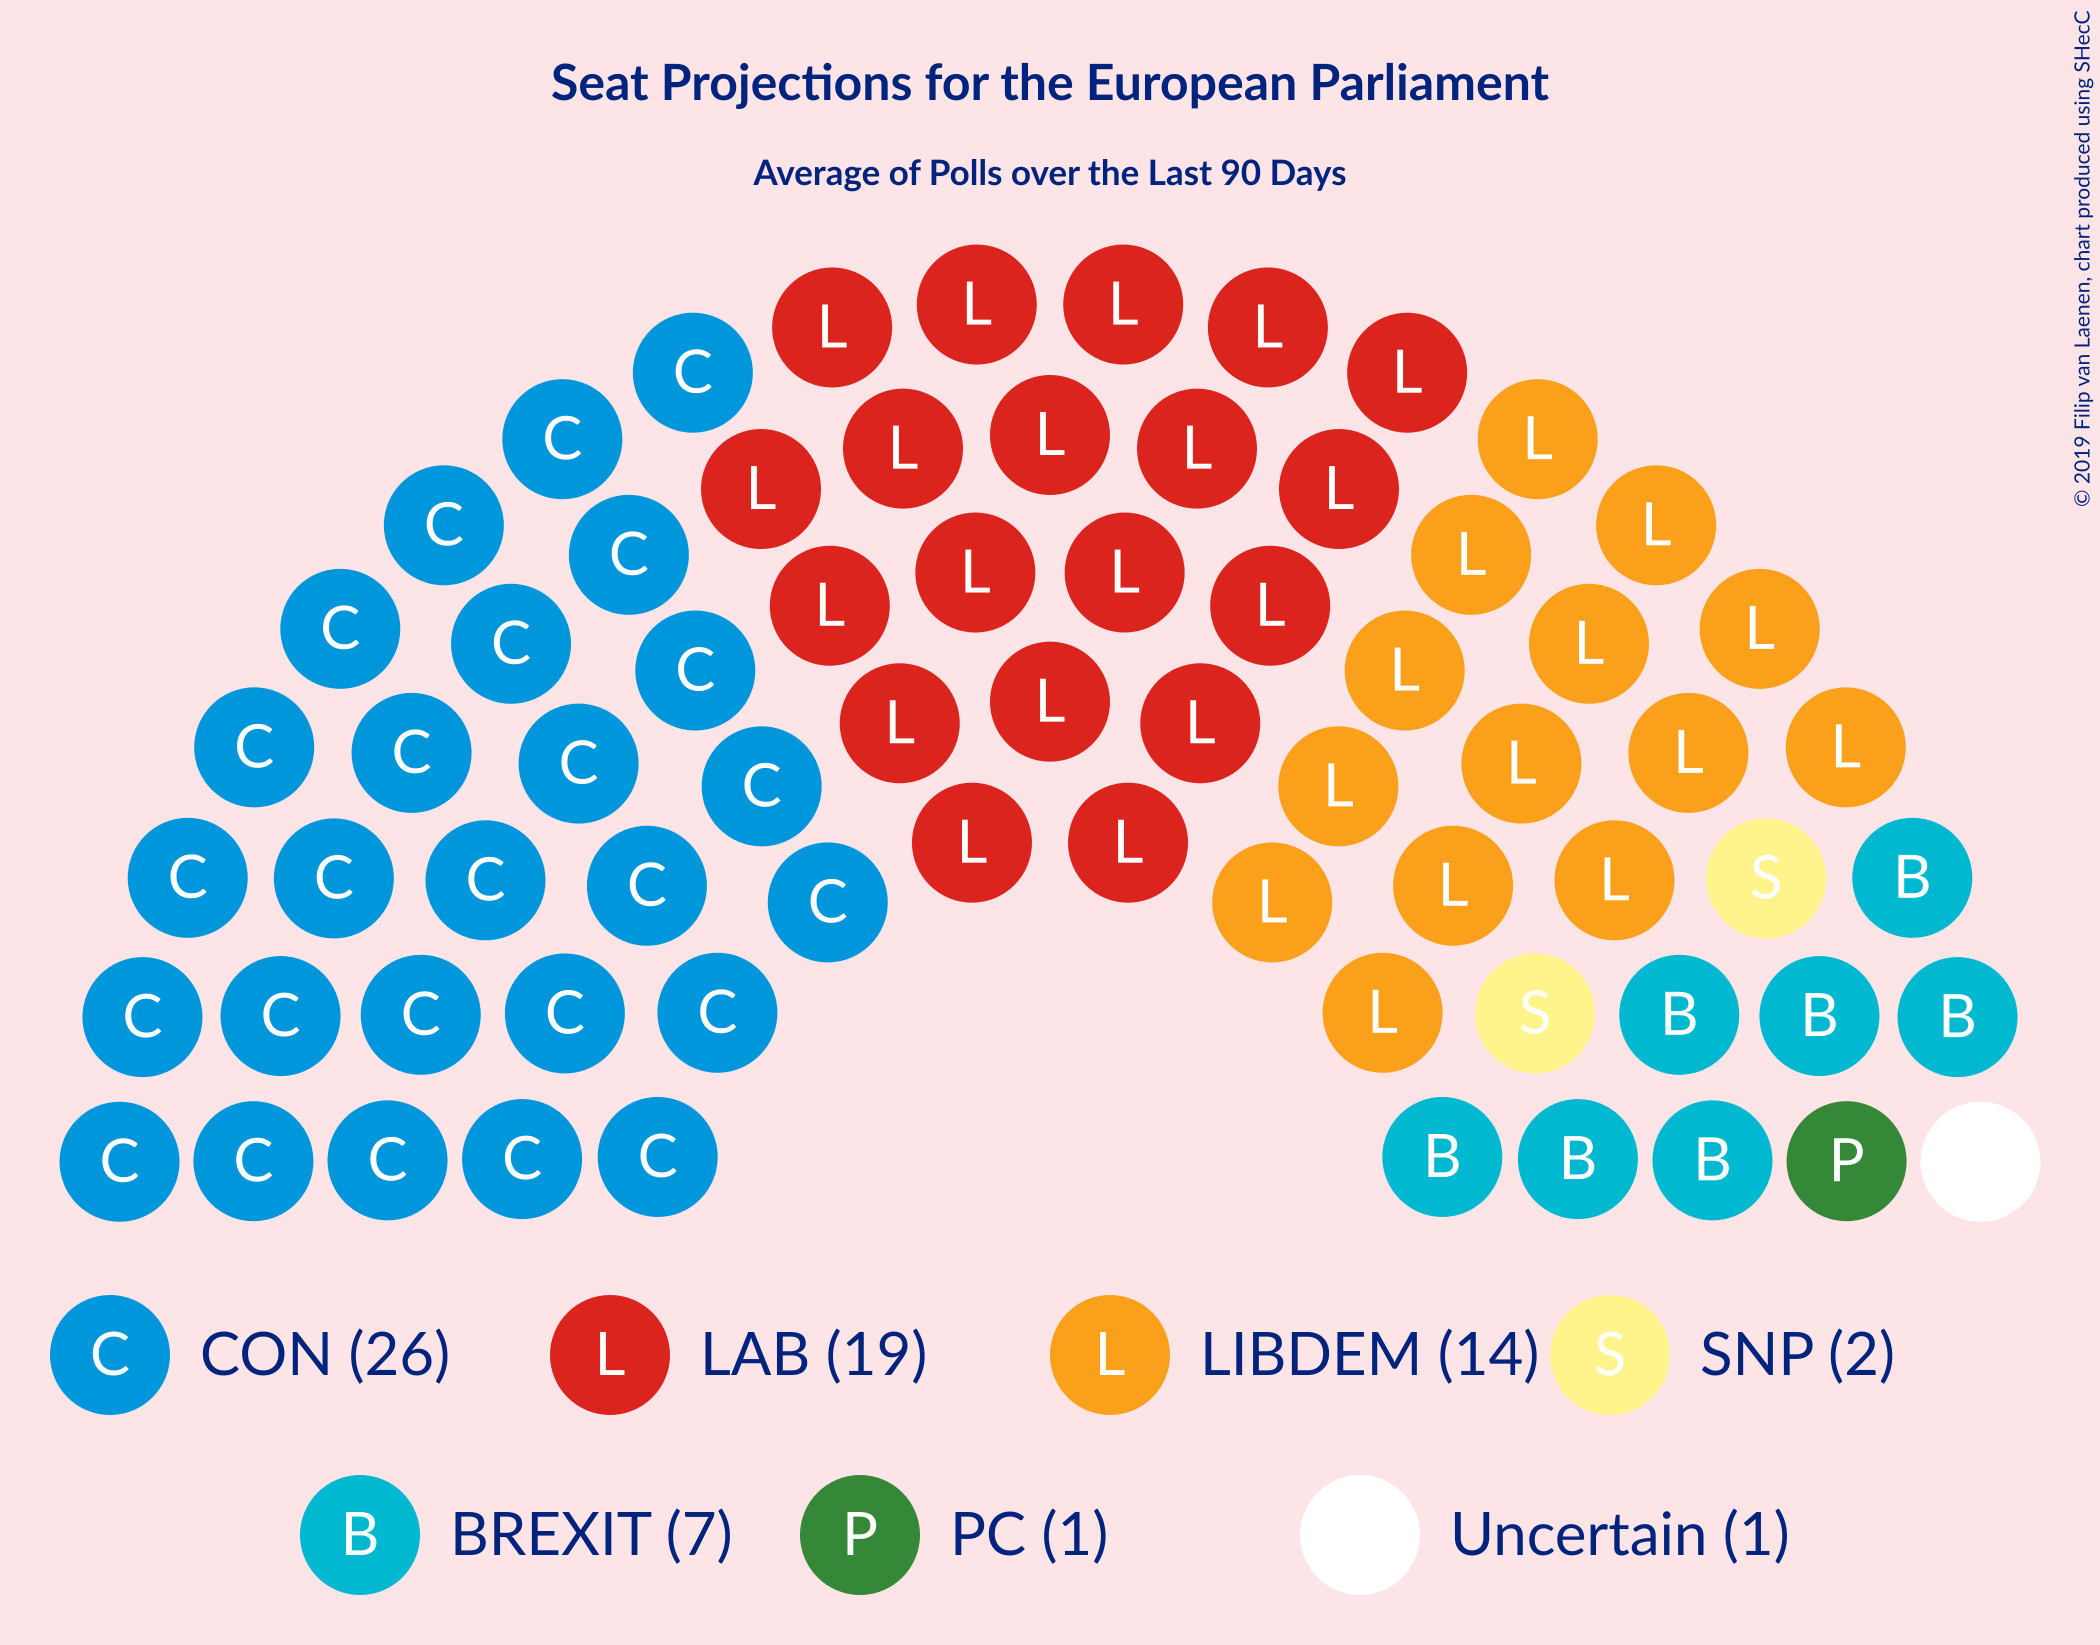 Seat Projections for the European Parliament
Average of Polls over the Last 90 Days
© 2019 Filip van Laenen, chart produced using SHecC
L L
L L
C L
C L
L L L
C L L
C C L L
L L
C C L L
C L L
C C C L L L
L L L
C C L L
C C C C C L L L S B
C C C C C L S B B B
C C C C C B B B P
C CON (26) L LAB (19) L LIBDEM (14) S SNP (2)
B BREXIT (7) P PC (1) Uncertain (1)